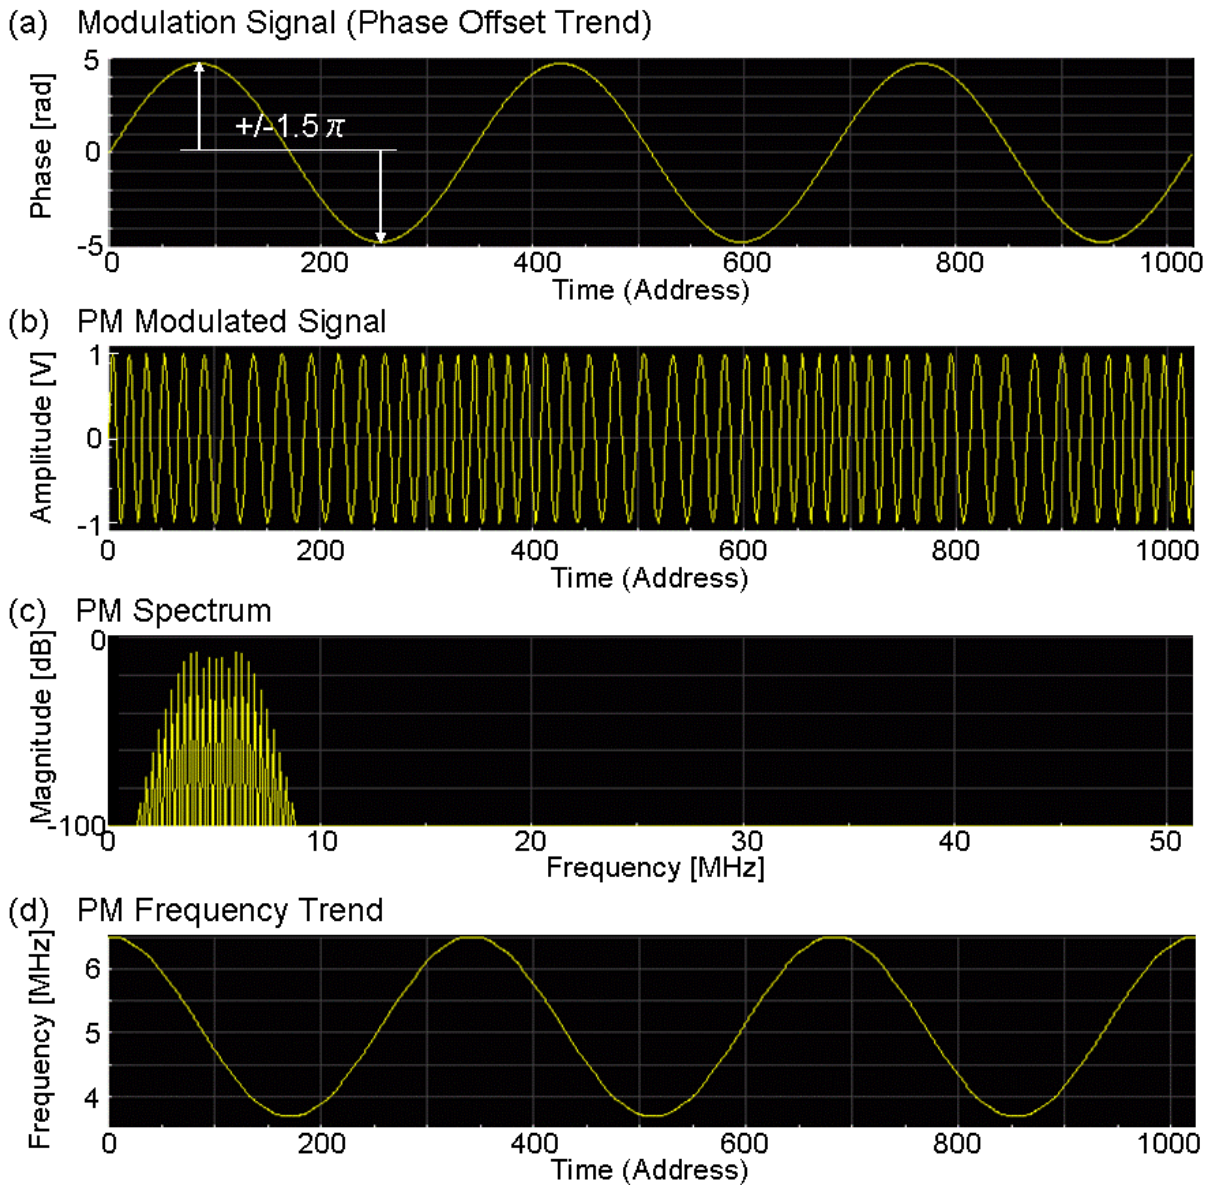 (a) Modulation Signal (Phase Offset Trend)
5
Phase [rad]
+/-1.5π
0
-5
0 200 400 600 800 1000
Time (Address)
(b) PM Modulated Signal
1
Amplitude [V]
0
-1
0 200 400 600 800 1000
Time (Address)
(c) PM Spectrum
0
Magnitude [dB]
-100
0 10 20 30 40 50
Frequency [MHz]
(d) PM Frequency Trend
Frequency [MHz]
6
5
4
0 200 400 600 800 1000
Time (Address)